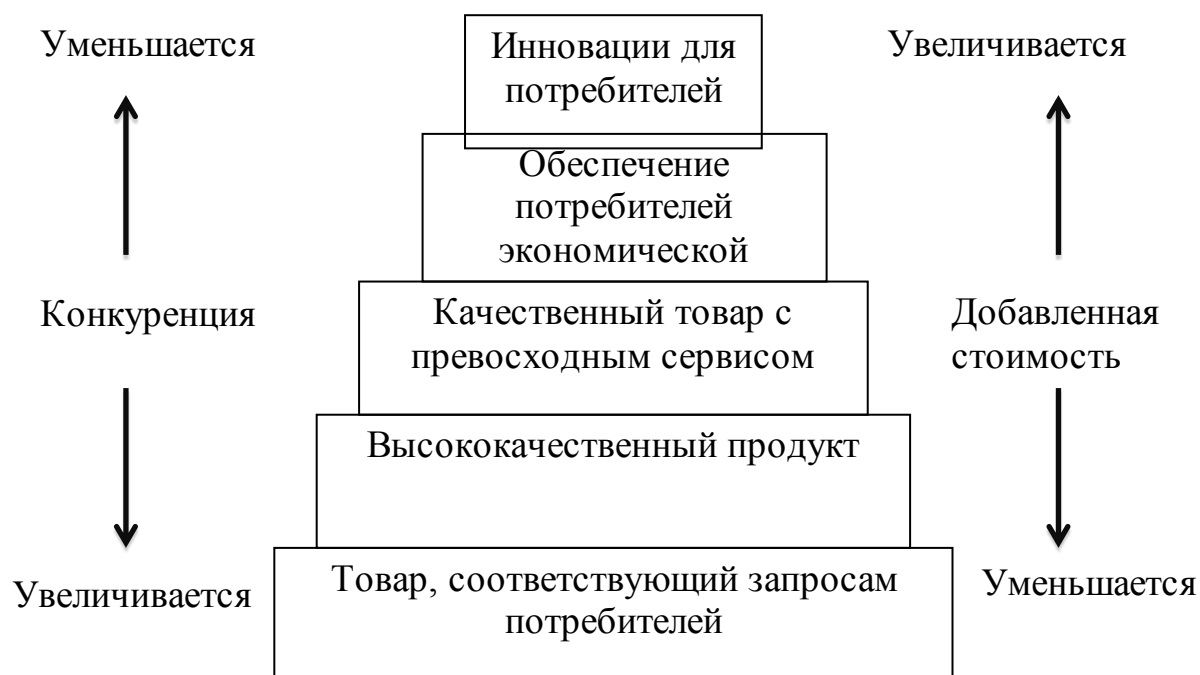 Уменьшается
Инновации для
потребителей
Увеличивается
Обеспечение
потребителей
экономической
Конкуренция
Качественный товар с
превосходным сервисом
Добавленная
стоимость
Высококачественный продукт
Увеличивается
Товар, соответствующий запросам
потребителей
Уменьшается